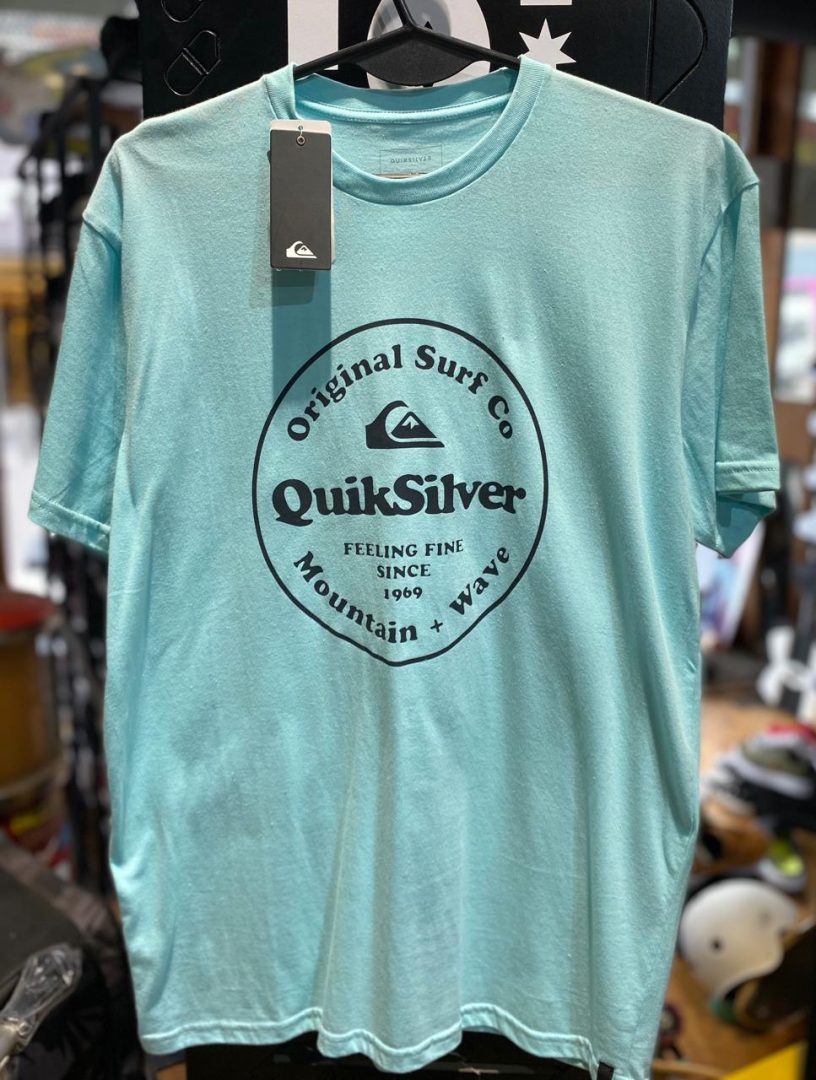 QUIKSILVER
Original Surf Co
QuikSilver
FEELING FINE
SINCE
1969
Mountain + Wave